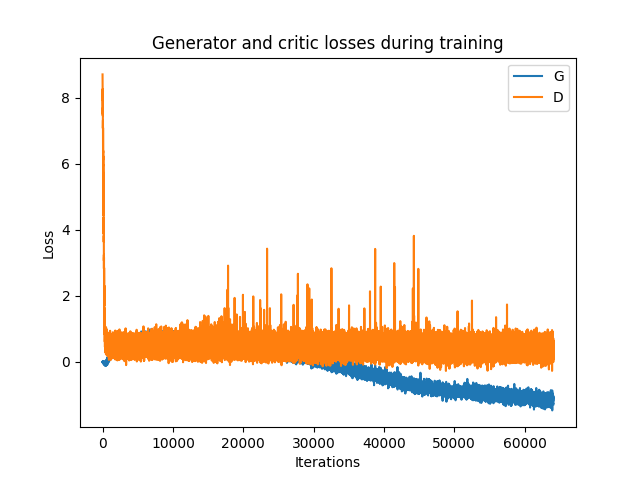 Generator and critic losses during training
G
D
8
6
4
2
0
Loss
0 10000 20000 30000 40000 50000 60000
Iterations